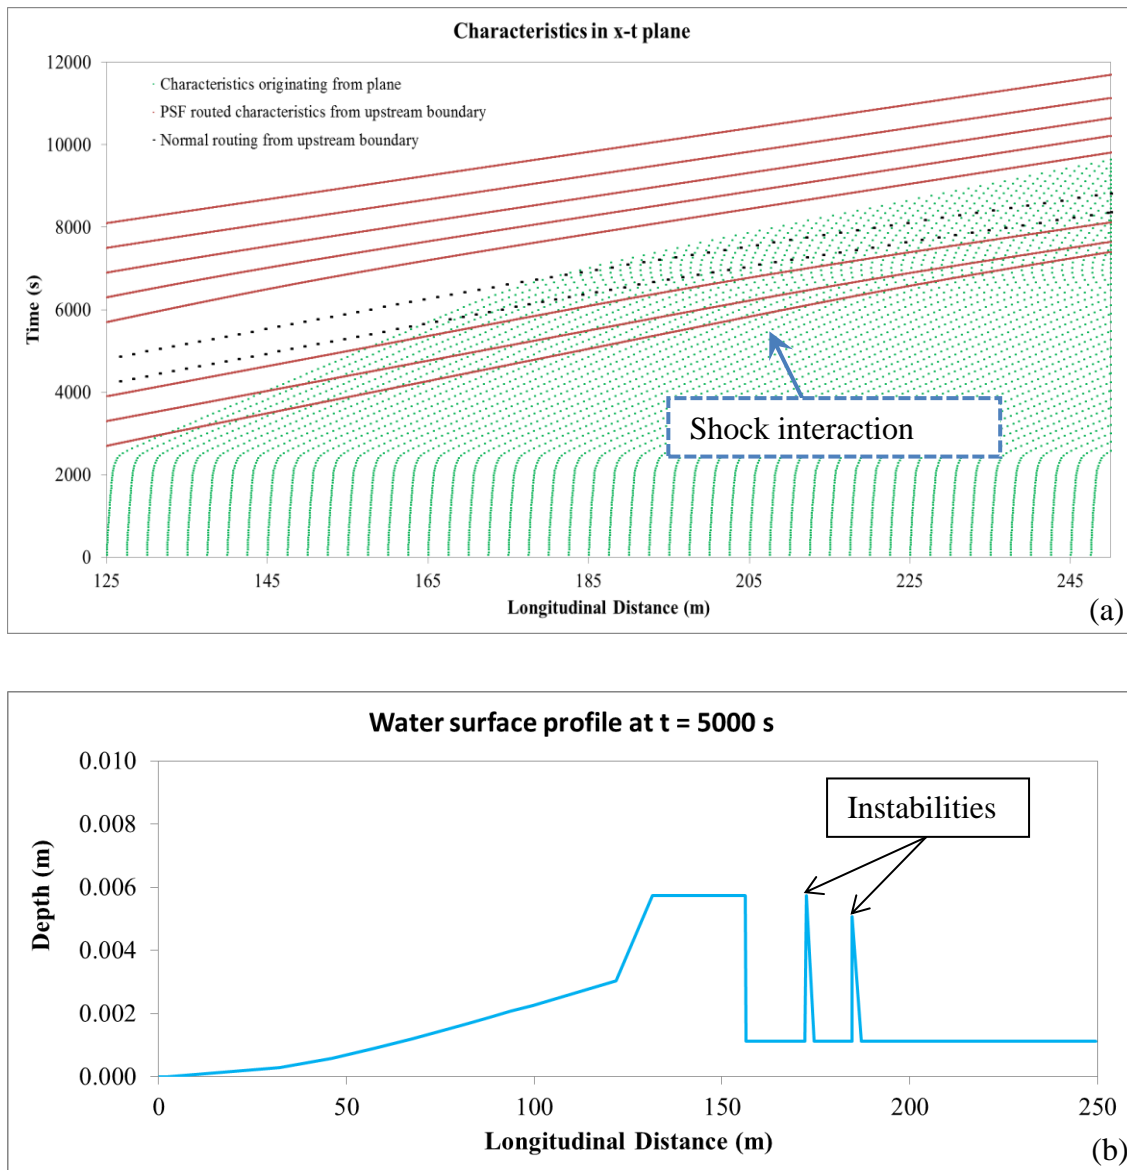 Characteristics in x-t plane
12000
10000
8000
6000
4000
2000
0
Time (s)
· Characteristics originating from plane
· PSF routed characteristics from upstream boundary
· Normal routing from upstream boundary
Shock interaction
125 145 165 185 205 225 245
Longitudinal Distance (m)
(a)
Water surface profile at t = 5000 s
0.010
0.008
0.006
0.004
0.002
0.000
Depth (m)
Instabilities
0 50 100 150 200 250
Longitudinal Distance (m)
(b)